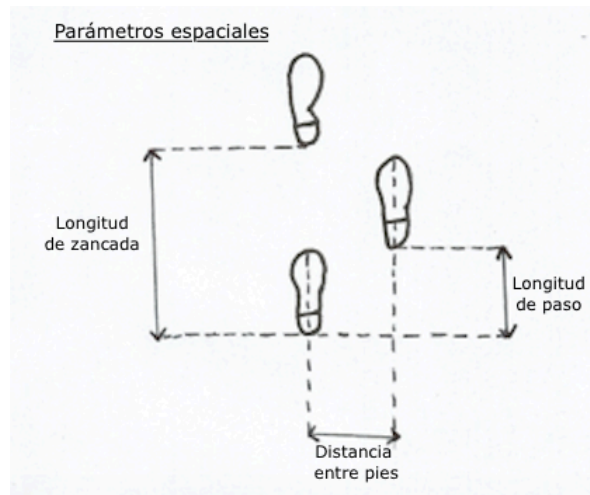 Parámetros espaciales
Longitud
de zancada
Longitud
de paso
Distancia
entre pies